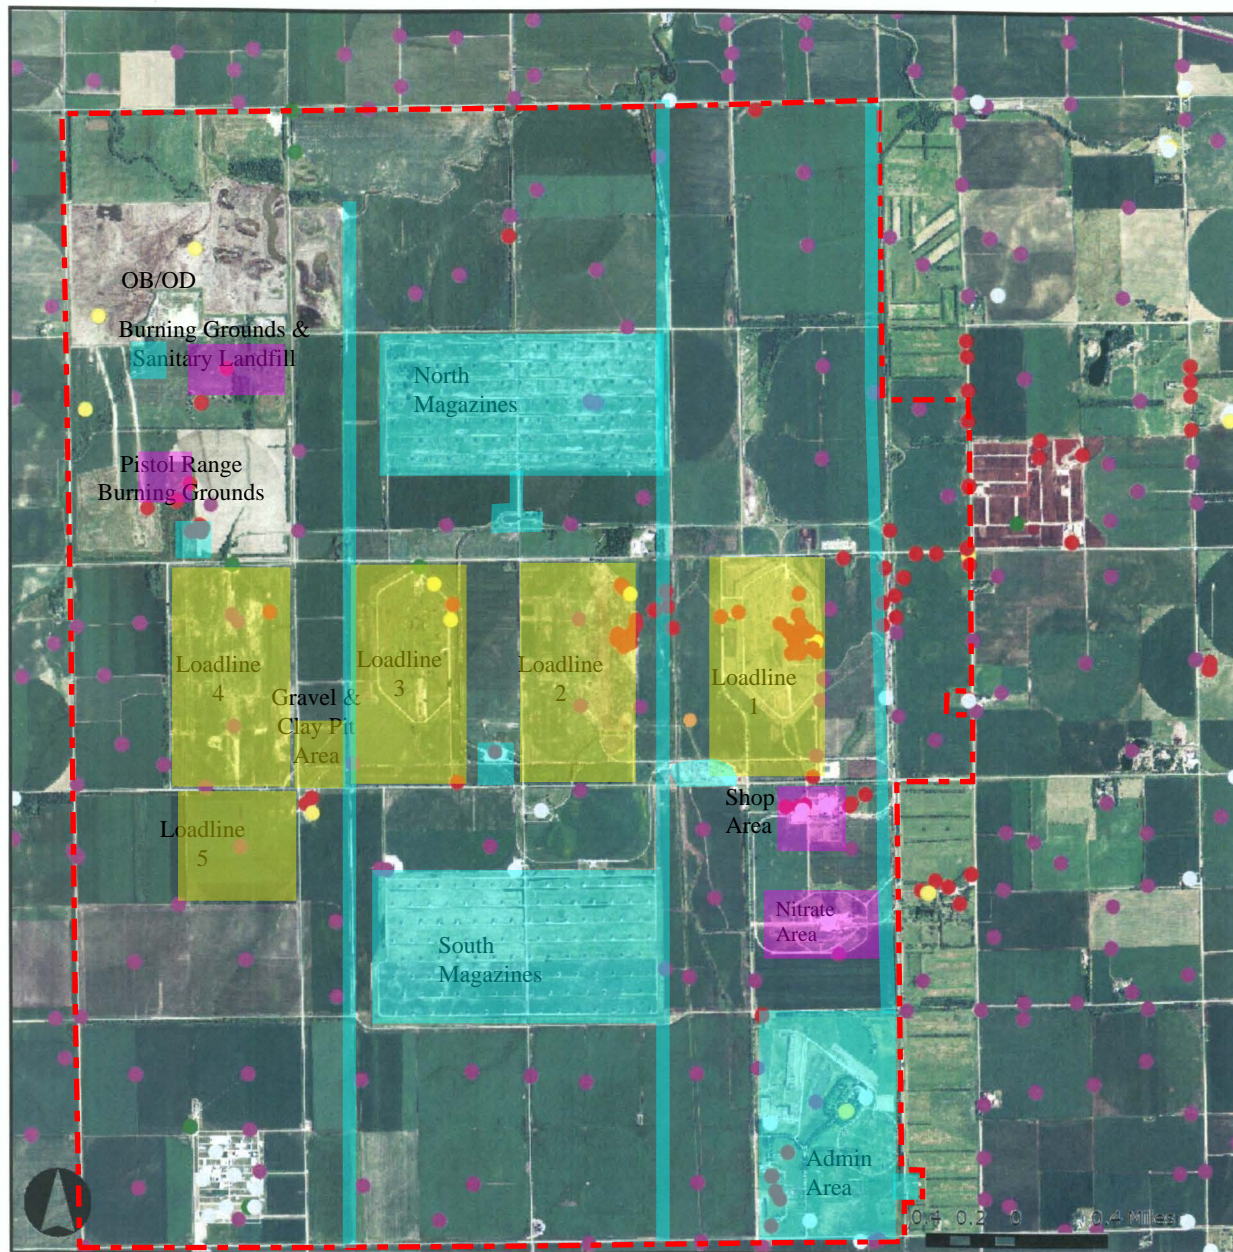 OB/OD
Burning Grounds &
Sanitary Landfill
North
Magazines
Pistol Range
Burning Grounds
Loadline
4
Gravel &
Clay Pit
Area
Loadline
3
Loadline
2
Loadline
1
Loadline
5
Shop
Area
Nitrate
Area
South
Magazines
Admin
Area
0.4 0.2 0 0.4 Miles